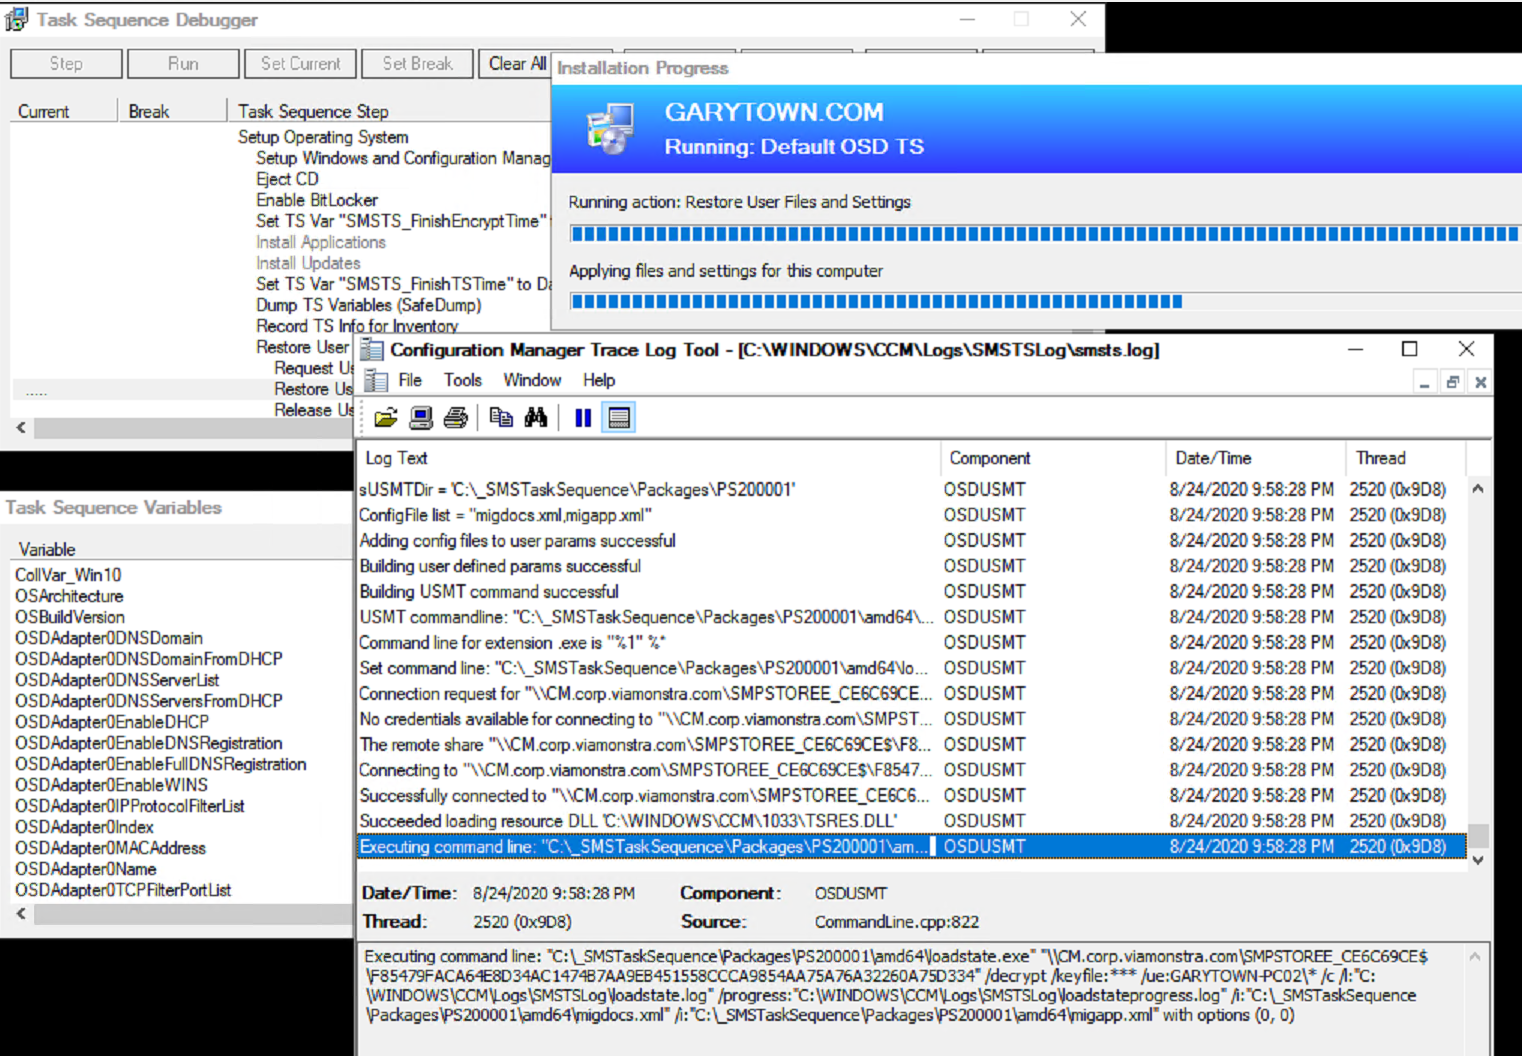 Task Sequence Debugger
Step Run Set Current Set Break Clear All
Current Break Task Sequence Step
Setup Operating System
Setup Windows and Configuration Manag
Eject CD
Enable BitLocker
Set TS Var "SMSTS_FinishEncryptTime"
Install Applications
Install Updates
Set TS Var "SMSTS_FinishTSTime" to Da
Dump TS Variables (SafeDump)
Record TS Info for Inventory
Restore User
Request Us
..... Restore Us
Release Us
Installation Progress
GARYTOWN.COM
Running: Default OSD TS
Running action: Restore User Files and Settings
Applying files and settings for this computer
Task Sequence Variables
Variable
CollVar_Win10
OSArchitecture
OSBuildVersion
OSDAdapter0DNSDomain
OSDAdapter0DNSDomainFromDHCP
OSDAdapter0DNSServerList
OSDAdapter0DNSServersFromDHCP
OSDAdapter0EnableDHCP
OSDAdapter0EnableDNSRegistration
OSDAdapter0EnableFullDNSRegistration
OSDAdapter0EnableWINS
OSDAdapter0IPProtocolFilterList
OSDAdapter0Index
OSDAdapter0MACAddress
OSDAdapter0Name
OSDAdapter0TCPFilterPortList
Configuration Manager Trace Log Tool - [C:\WINDOWS\CCM\Logs\SMSTSLog\smsts.log]
File Tools Window Help
Log Text Component Date/Time Thread
sUSMTDir = 'C:\_SMSTaskSequence\Packages\PS200001' OSDUSMT 8/24/2020 9:58:28 PM 2520 (0x9D8)
ConfigFile list = "migdocs.xml,migapp.xml" OSDUSMT 8/24/2020 9:58:28 PM 2520 (0x9D8)
Adding config files to user params successful OSDUSMT 8/24/2020 9:58:28 PM 2520 (0x9D8)
Building user defined params successful OSDUSMT 8/24/2020 9:58:28 PM 2520 (0x9D8)
Building USMT command successful OSDUSMT 8/24/2020 9:58:28 PM 2520 (0x9D8)
USMT commandline: "C:\_SMSTaskSequence\Packages\PS200001\amd64\... OSDUSMT 8/24/2020 9:58:28 PM 2520 (0x9D8)
Command line for extension .exe is "%1" %* OSDUSMT 8/24/2020 9:58:28 PM 2520 (0x9D8)
Set command line: "C:\_SMSTaskSequence\Packages\PS200001\amd64\lo... OSDUSMT 8/24/2020 9:58:28 PM 2520 (0x9D8)
Connection request for "\\CM.corp.viamonstra.com\SMPSTOREE_CE6C69CE... OSDUSMT 8/24/2020 9:58:28 PM 2520 (0x9D8)
No credentials available for connecting to "\\CM.corp.viamonstra.com\SMPST... OSDUSMT 8/24/2020 9:58:28 PM 2520 (0x9D8)
The remote share "\\CM.corp.viamonstra.com\SMPSTOREE_CE6C69CE$\F8... OSDUSMT 8/24/2020 9:58:28 PM 2520 (0x9D8)
Connecting to "\\CM.corp.viamonstra.com\SMPSTOREE_CE6C69CE$\F8547... OSDUSMT 8/24/2020 9:58:28 PM 2520 (0x9D8)
Successfully connected to "\\CM.corp.viamonstra.com\SMPSTOREE_CE6C6... OSDUSMT 8/24/2020 9:58:28 PM 2520 (0x9D8)
Succeeded loading resource DLL 'C:\WINDOWS\CCM\1033\TSRES.DLL' OSDUSMT 8/24/2020 9:58:28 PM 2520 (0x9D8)
Executing command line: "C:\_SMSTaskSequence\Packages\PS200001\am... OSDUSMT 8/24/2020 9:58:28 PM 2520 (0x9D8)
Date/Time: 8/24/2020 9:58:28 PM Component: OSDUSMT
Thread: 2520 (0x9D8) Source: CommandLine.cpp:822
Executing command line: "C:\_SMSTaskSequence\Packages\PS200001\amd64\loadstate.exe" "\\CM.corp.viamonstra.com\SMPSTOREE_CE6C69CE$
\F85479FACA64E8D34AC1474B7AA9EB451558CCCA9854AA75A76A32260A75D334" /decrypt /keyfile:*** /ue:GARYTOWN-PC02\* /c /l:"C:
\WINDOWS\CCM\Logs\SMSTSLog\loadstate.log" /progress:"C:\WINDOWS\CCM\Logs\SMSTSLog\loadstateprogress.log" /i:"C:\_SMSTaskSequence
\Packages\PS200001\amd64\migdocs.xml" /i:"C:\_SMSTaskSequence\Packages\PS200001\amd64\migapp.xml" with options (0, 0)